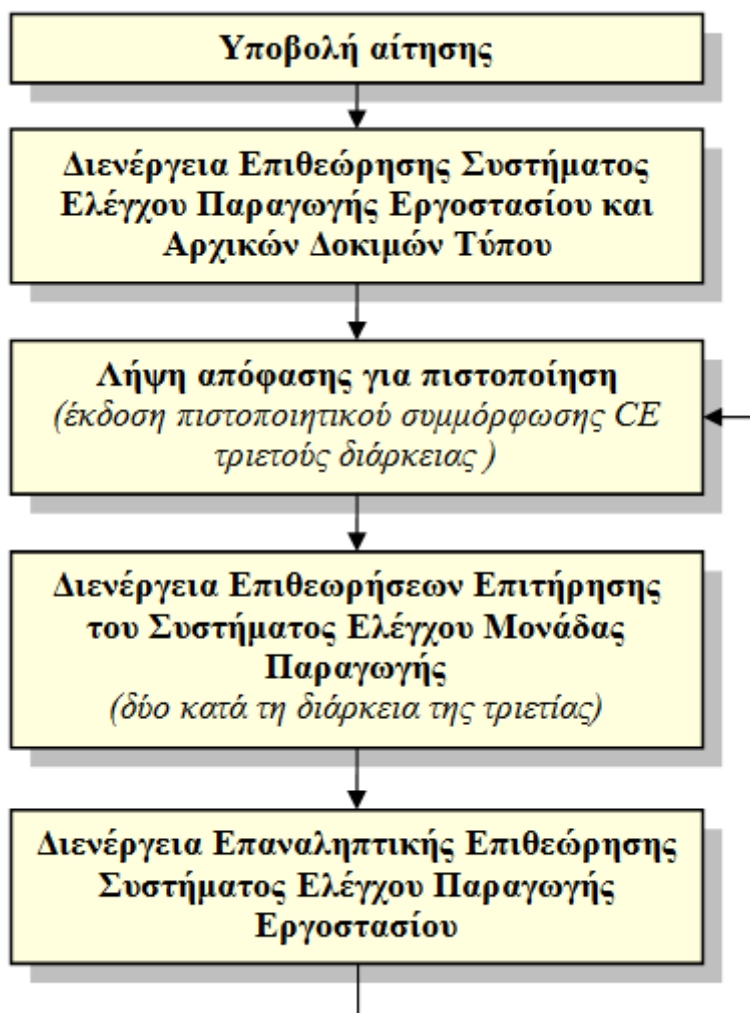 Υποβολή αίτησης
Διενέργεια Επιθεώρησης Συστήματος
Ελέγχου Παραγωγής Εργοστασίου και
Αρχικών Δοκιμών Τύπου
Λήψη απόφασης για πιστοποίηση
(έκδοση πιστοποιητικού συμμόρφωσης CE
τριετούς διάρκειας )
Διενέργεια Επιθεωρήσεων Επιτήρησης
του Συστήματος Ελέγχου Μονάδας
Παραγωγής
(δύο κατά τη διάρκεια της τριετίας)
Διενέργεια Επαναληπτικής Επιθεώρησης
Συστήματος Ελέγχου Παραγωγής
Εργοστασίου